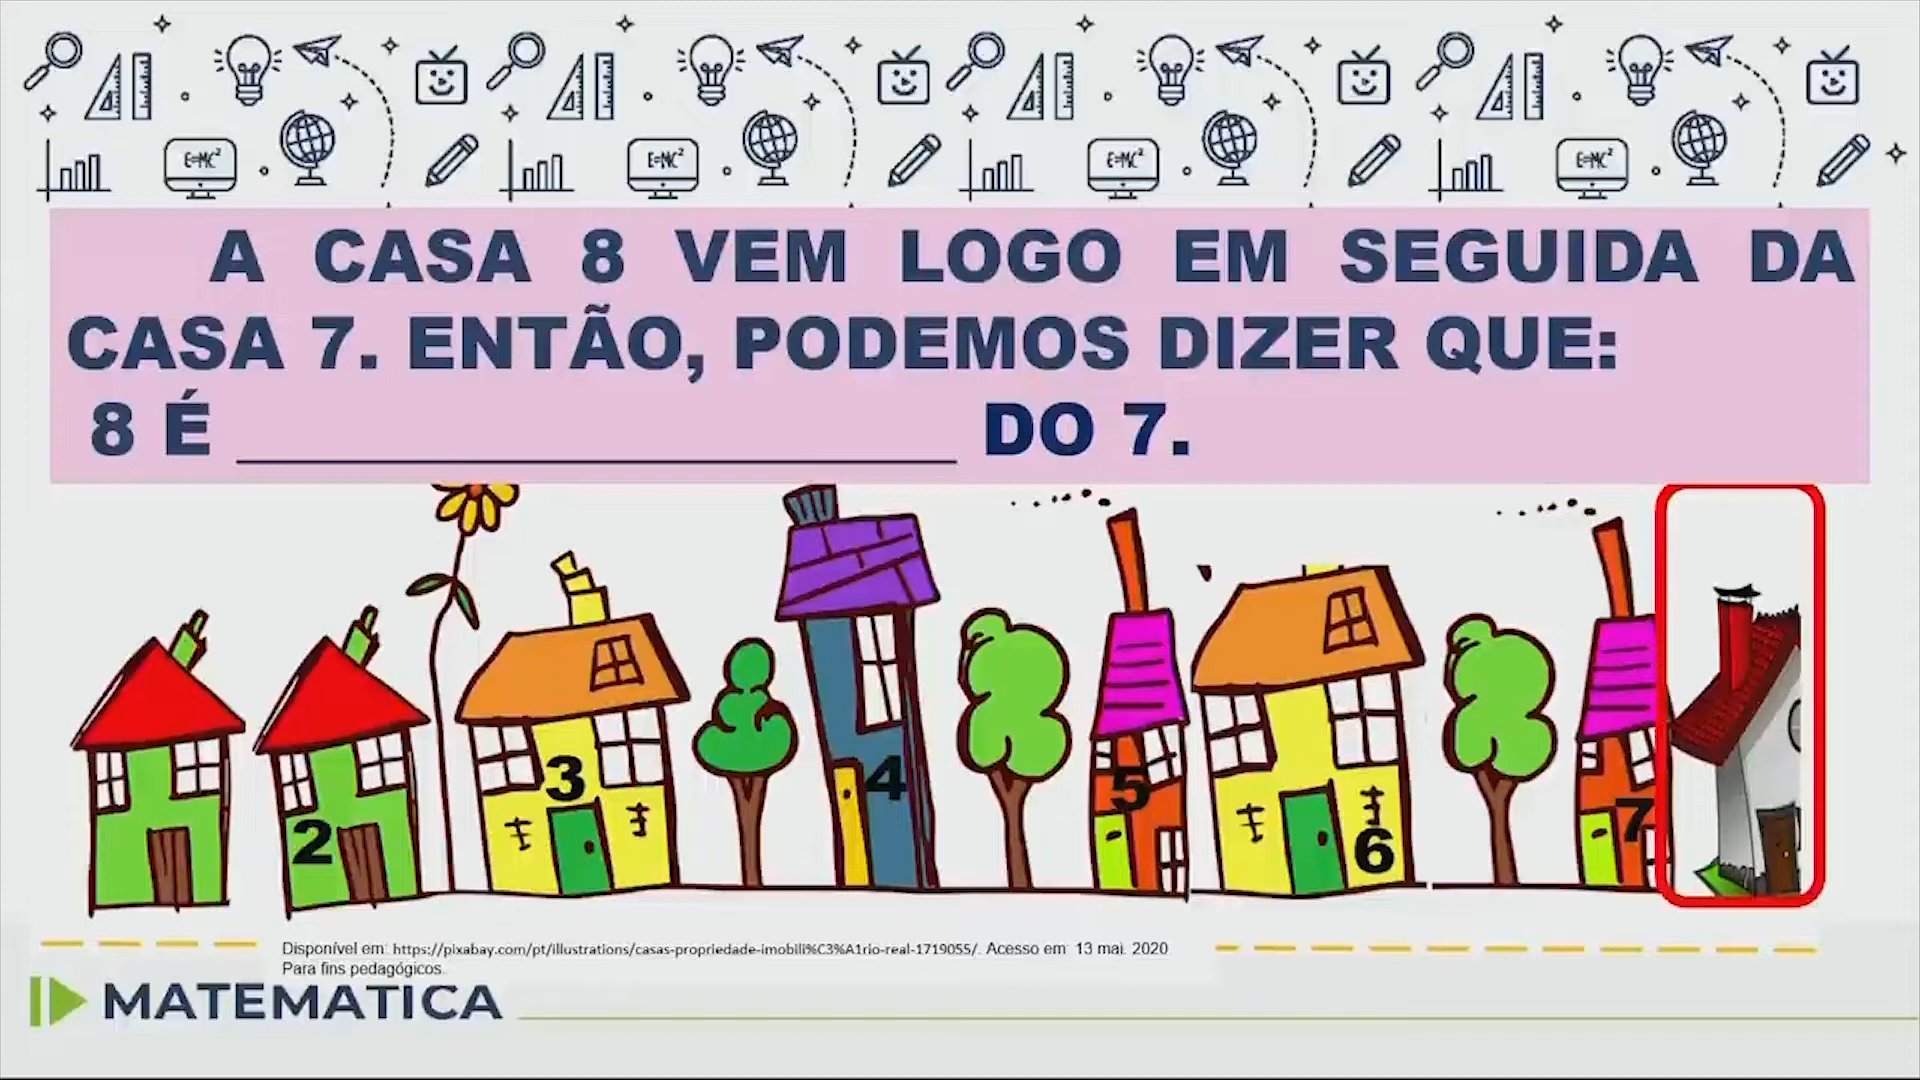 E=MC²
E=MC²
E=MC²
E=MC²
A CASA 8 VEM LOGO EM SEGUIDA DA
CASA 7. ENTÃO, PODEMOS DIZER QUE:
8 É ____________________ DO 7.
2
3
4
5
6
7
Disponível em: https://pixabay.com/pt/illustrations/casas-propriedade-imobili%C3%A1rio-real-1719055/. Acesso em: 13 mai. 2020
Para fins pedagógicos.
MATEMÁTICA